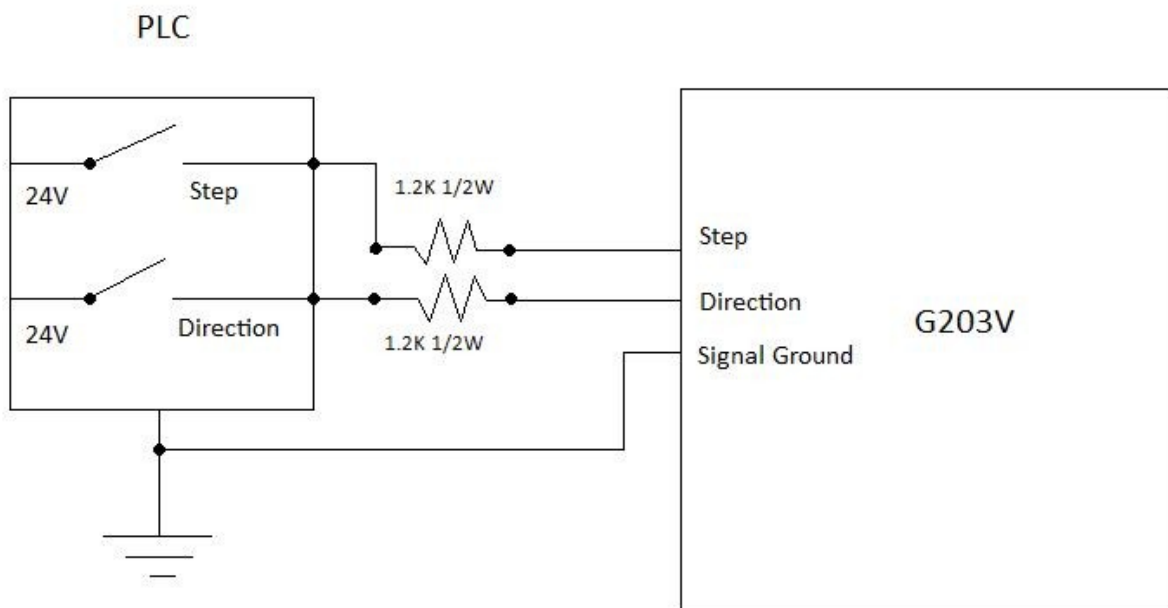 PLC
24V
Step
24V
Direction
1.2K 1/2W
1.2K 1/2W
Step
Direction
Signal Ground
G203V